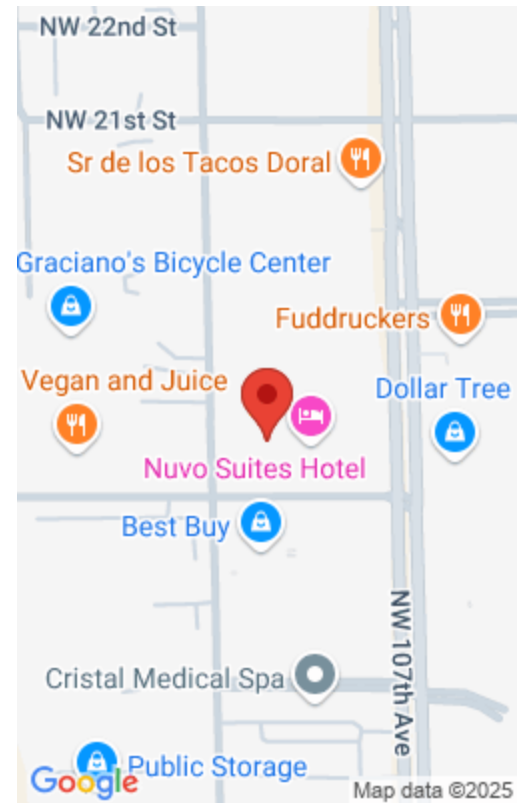 NW 22nd St
NW 21st St
Sr de los Tacos Doral
Graciano's Bicycle Center
Fuddruckers
Vegan and Juice
Dollar Tree
Nuvo Suites Hotel
Best Buy
NW 107th Ave
Cristal Medical Spa
Public Storage
Google
Map data ©2025